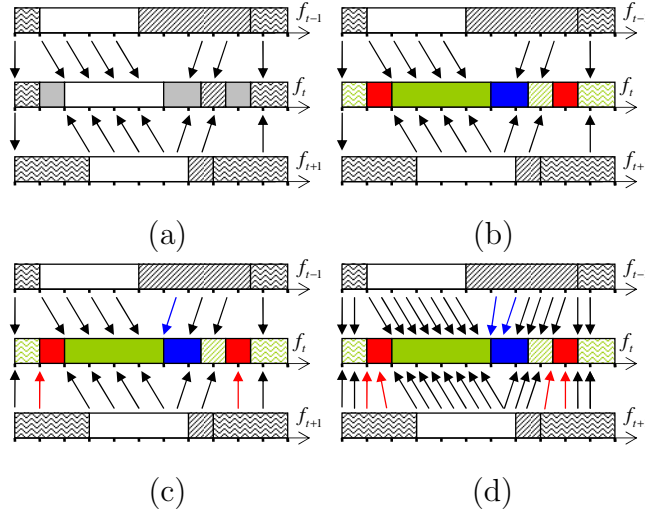 f_{t-1}
f_{t-}
f_t
f_t
f_{t+1}
f_{t+}
(a)
(b)
f_{t-1}
f_{t-}
f_t
f_t
f_{t+1}
f_{t+}
(c)
(d)